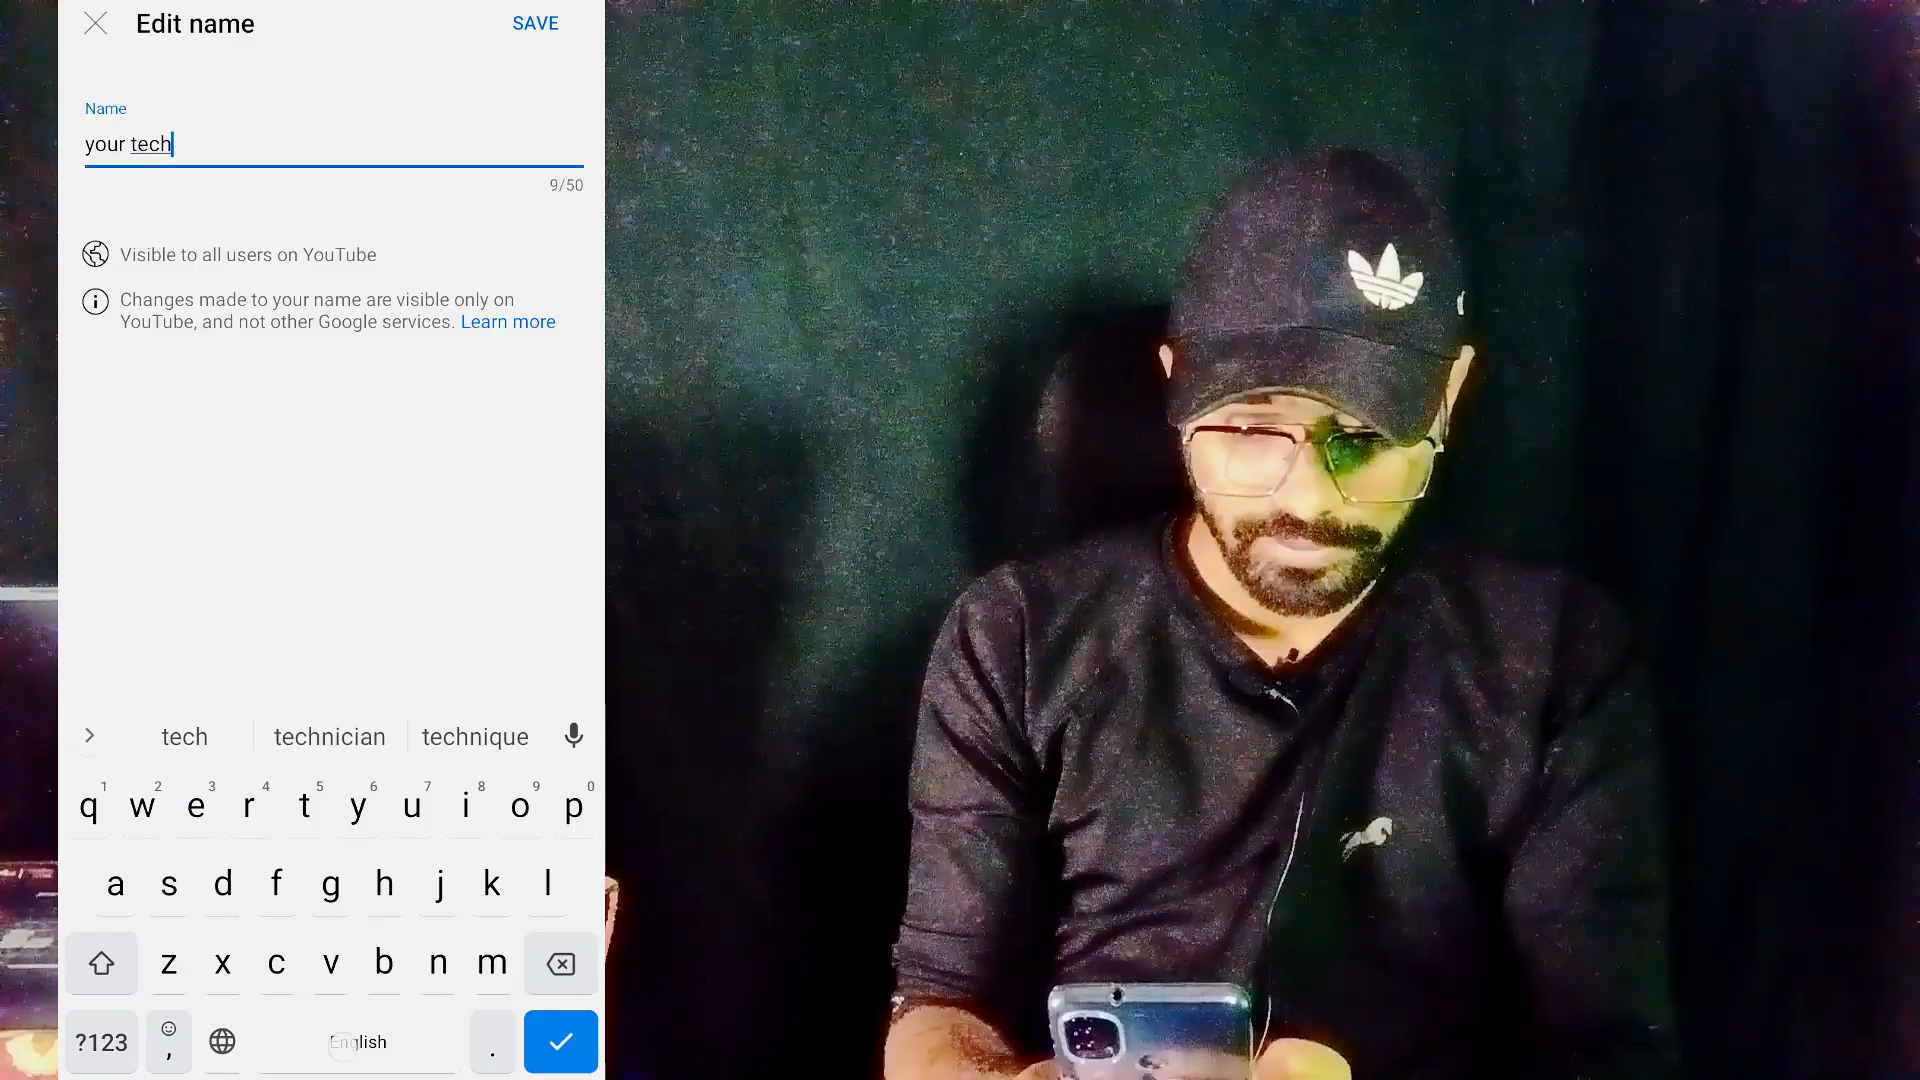 Edit name
SAVE
Name
your tech
9/50
Visible to all users on YouTube
Changes made to your name are visible only on
YouTube, and not other Google services. Learn more
tech technician technique
1 2 3 4 5 6 7 8 9 0
q w e r t y u i o p
a s d f g h j k l
z x c v b n m
?123 , English .